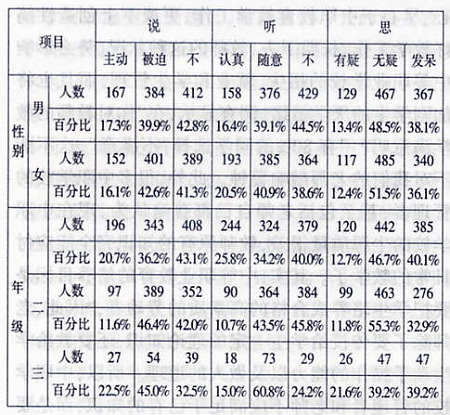 项目 说 听 思
主动 被迫 不 认真 随意 不 有疑 无疑 发呆
性别 男 人数 167 384 412 158 376 429 129 467 367
百分比 17.3% 39.9% 42.8% 16.4% 39.1% 44.5% 13.4% 48.5% 38.1%
女 人数 152 401 389 193 385 364 117 485 340
百分比 16.1% 42.6% 41.3% 20.5% 40.9% 38.6% 12.4% 51.5% 36.1%
年级 一 人数 196 343 408 244 324 379 120 442 385
百分比 20.7% 36.2% 43.1% 25.8% 34.2% 40.0% 12.7% 46.7% 40.1%
二 人数 97 389 352 90 364 384 99 463 276
百分比 11.6% 46.4% 42.0% 10.7% 43.5% 45.8% 11.8% 55.3% 32.9%
三 人数 27 54 39 18 73 29 26 47 47
百分比 22.5% 45.0% 32.5% 15.0% 60.8% 24.2% 21.6% 39.2% 39.2%